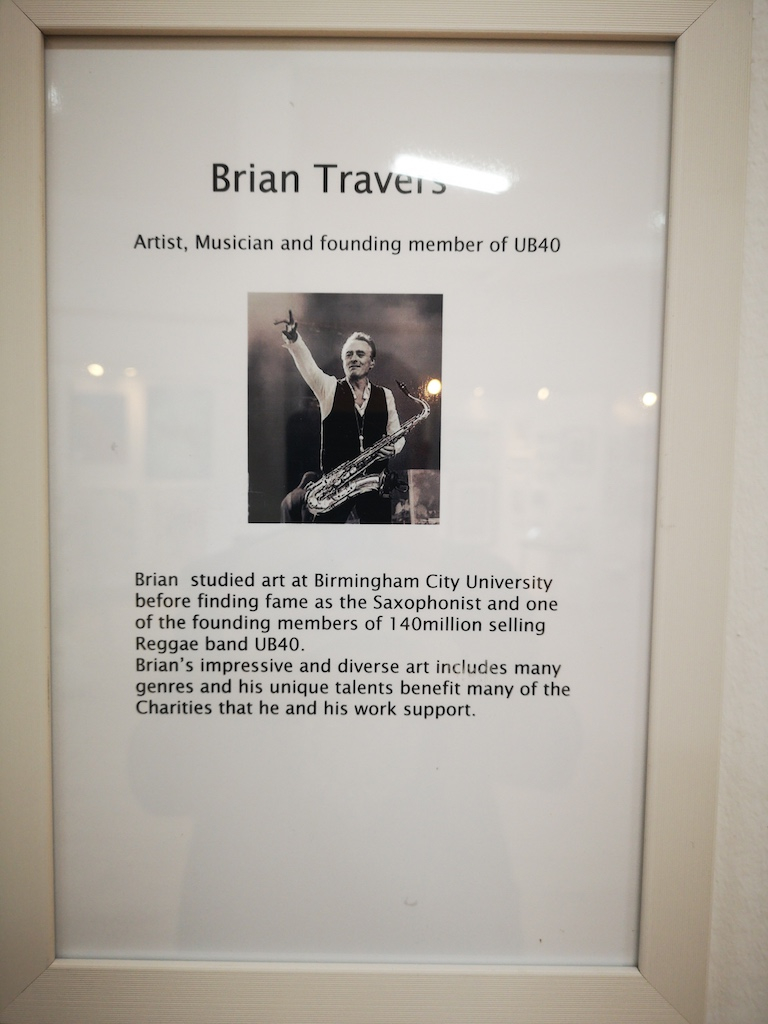 Brian Travers
Artist, Musician and founding member of UB40
Brian studied art at Birmingham City University
before finding fame as the Saxophonist and one
of the founding members of 140million selling
Reggae band UB40.
Brian's impressive and diverse art includes many
genres and his unique talents benefit many of the
Charities that he and his work support.